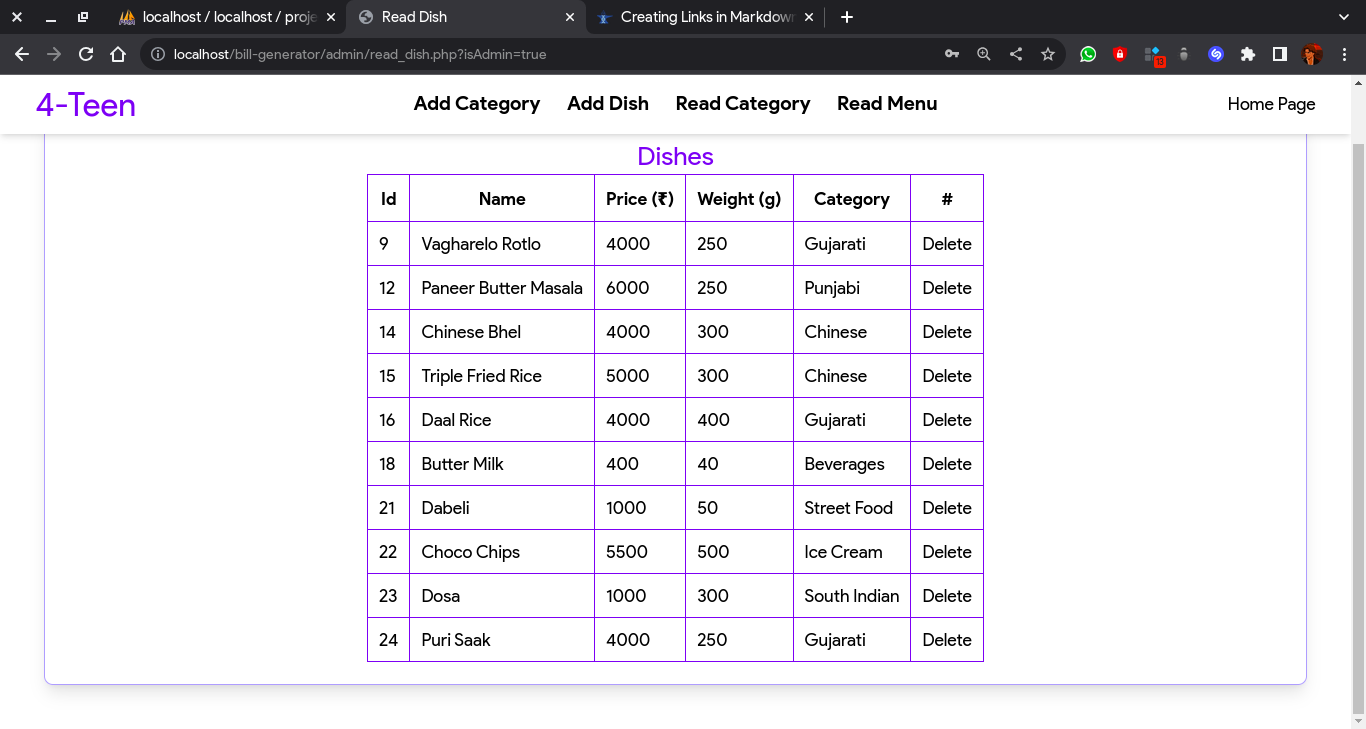 localhost / localhost / proje
Read Dish
Creating Links in Markdown
localhost/bill-generator/admin/read_dish.php?isAdmin=true
13
4-Teen
Add Category
Add Dish
Read Category
Read Menu
Home Page
Dishes
Id Name Price (₹) Weight (g) Category #
9 Vagharelo Rotlo 4000 250 Gujarati Delete
12 Paneer Butter Masala 6000 250 Punjabi Delete
14 Chinese Bhel 4000 300 Chinese Delete
15 Triple Fried Rice 5000 300 Chinese Delete
16 Daal Rice 4000 400 Gujarati Delete
18 Butter Milk 400 40 Beverages Delete
21 Dabeli 1000 50 Street Food Delete
22 Choco Chips 5500 500 Ice Cream Delete
23 Dosa 1000 300 South Indian Delete
24 Puri Saak 4000 250 Gujarati Delete